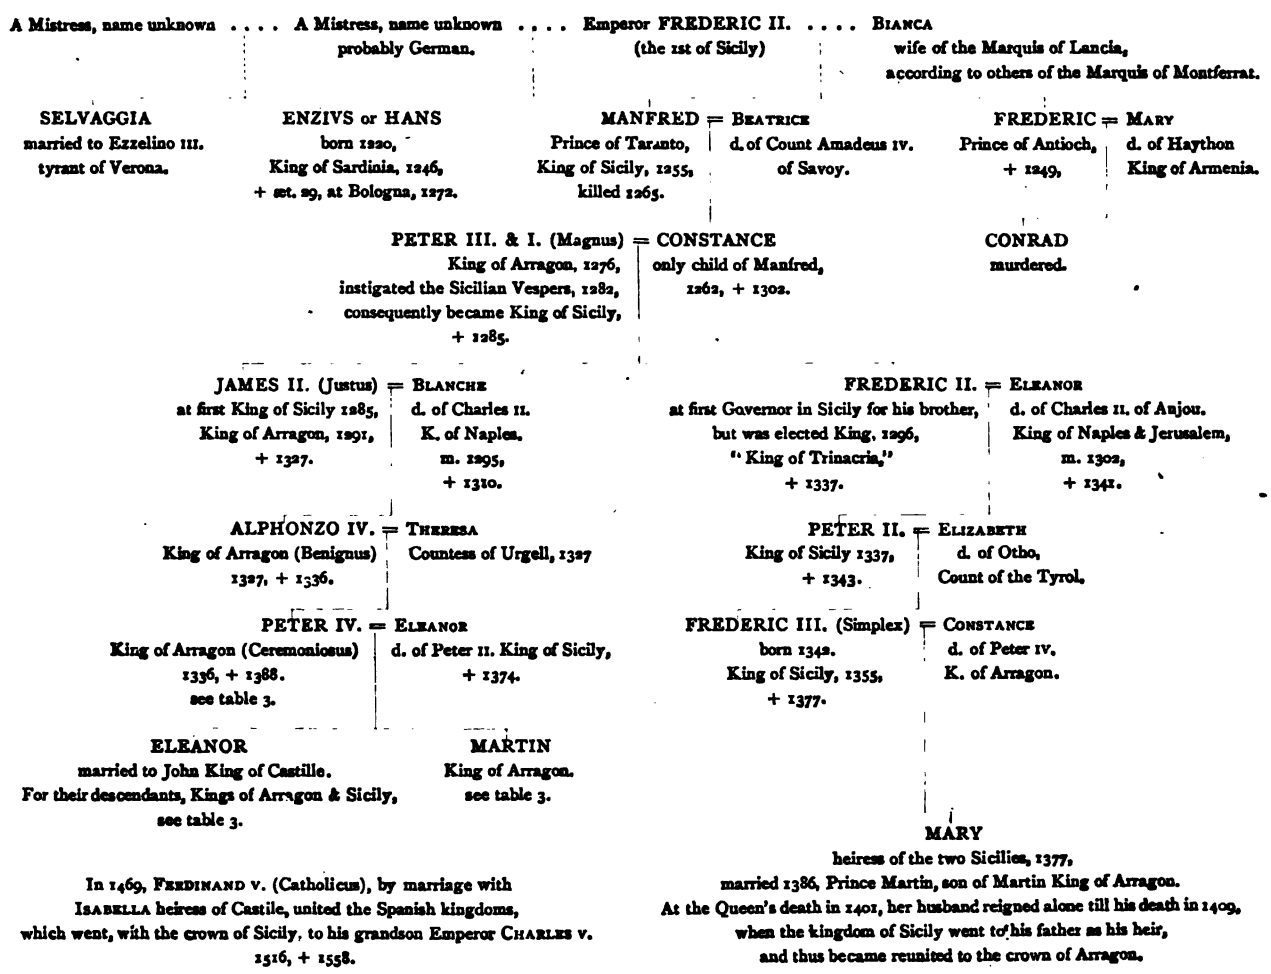 A Mistress, name unknown .... A Mistress, name unknown .... Emperor FREDERIC II. .... BIANCA
probably German. (the 1st of Sicily) wife of the Marquis of Lancia,
according to others of the Marquis of Montferrat.
SELVAGGIA ENZIVS or HANS MANFRED = BEATRICE FREDERIC = MARY
married to Ezzelino III. born 1220, Prince of Taranto, d. of Count Amadeus IV. Prince of Antioch, d. of Haython
tyrant of Verona. King of Sardinia, 1246, King of Sicily, 1255, of Savoy. + 1249, King of Armenia.
+ æt. 29, at Bologna, 1272. killed 1265.
PETER III. & I. (Magnus) = CONSTANCE CONRAD
King of Arragon, 1276, only child of Manfred, murdered.
instigated the Sicilian Vespers, 1282, 1262, + 1302.
consequently became King of Sicily,
+ 1285.
JAMES II. (Justus) = BLANCHE FREDERIC II. = ELEANOR
at first King of Sicily 1285, d. of Charles II. at first Governor in Sicily for his brother, d. of Charles II. of Anjou.
King of Arragon, 1291, K. of Naples. but was elected King, 1296, King of Naples & Jerusalem,
+ 1327. m. 1295, "King of Trinacria," m. 1302,
+ 1310. + 1337. + 1341.
ALPHONZO IV. = THERESA PETER II. = ELIZABETH
King of Arragon (Benignus) Countess of Urgell, 1327 King of Sicily 1337, d. of Otho,
1327, + 1336. + 1343. Count of the Tyrol.
PETER IV. = ELEANOR FREDERIC III. (Simplex) = CONSTANCE
King of Arragon (Ceremoniosus) d. of Peter II. King of Sicily, born 1342. d. of Peter IV.
1336, + 1388. + 1374. King of Sicily, 1355, K. of Arragon.
see table 3. + 1377.
ELEANOR MARTIN
married to John King of Castille. King of Arragon.
For their descendants, Kings of Arragon & Sicily, see table 3.
see table 3.
MARY
heiress of the two Sicilies, 1377,
married 1386, Prince Martin, son of Martin King of Arragon.
At the Queen's death in 1401, her husband reigned alone till his death in 1409,
when the kingdom of Sicily went to his father as his heir,
and thus became reunited to the crown of Arragon.
In 1469, FERDINAND V. (Catholicus), by marriage with
ISABELLA heiress of Castile, united the Spanish kingdoms,
which went, with the crown of Sicily, to his grandson Emperor CHARLES V.
1516, + 1558.